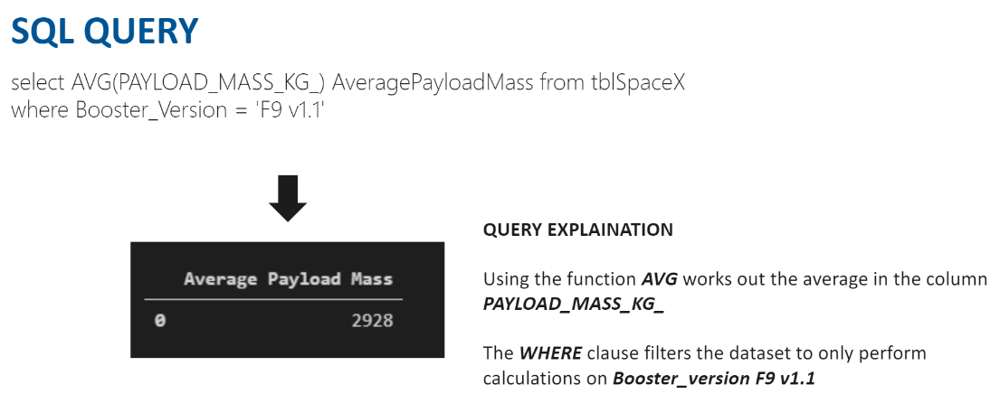 SQL QUERY
select AVG(PAYLOAD_MASS_KG_) AveragePayloadMass from tblSpaceX
where Booster_Version = 'F9 v1.1'
Average Payload Mass
0 2928
QUERY EXPLAINATION
Using the function AVG works out the average in the column
PAYLOAD_MASS_KG_
The WHERE clause filters the dataset to only perform
calculations on Booster_version F9 v1.1